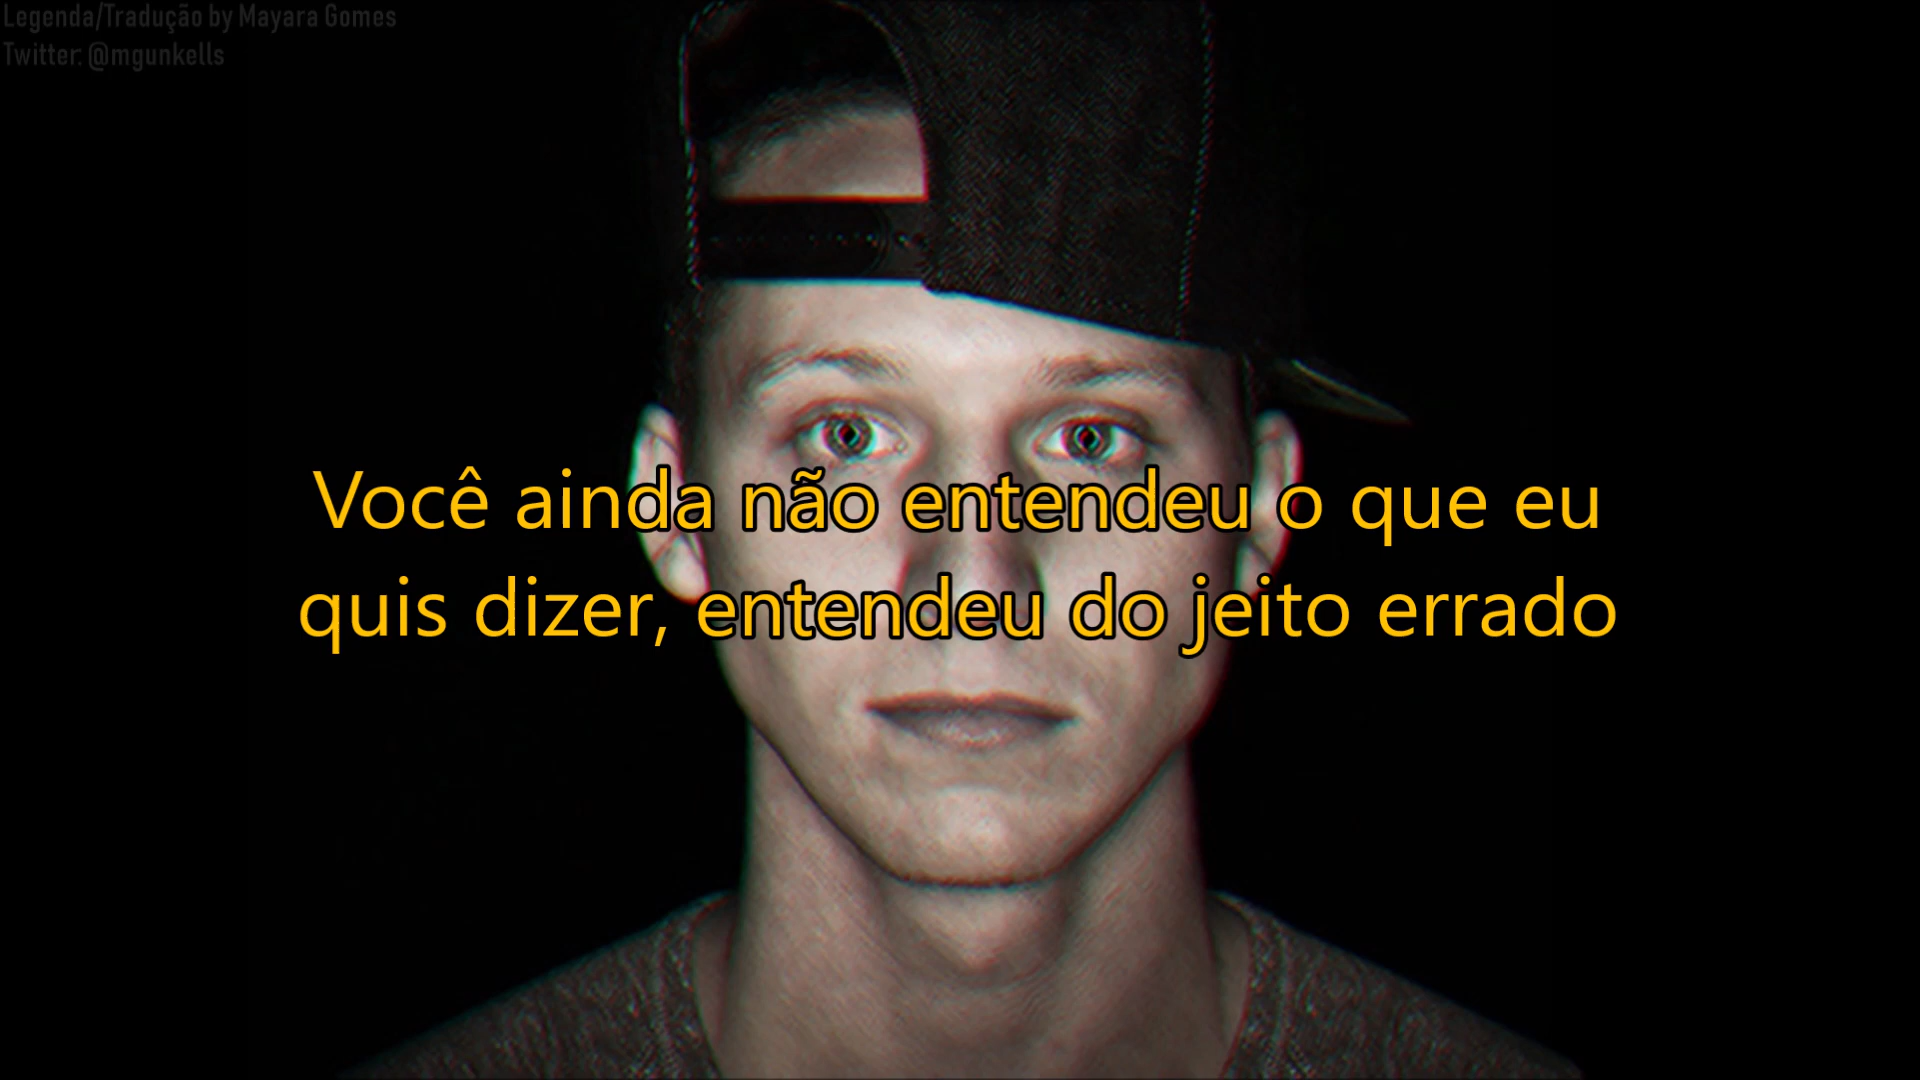 Legenda/Tradução by Mayara Gomes
Twitter: @mgunkells
Você ainda não entendeu o que eu
quis dizer, entendeu do jeito errado